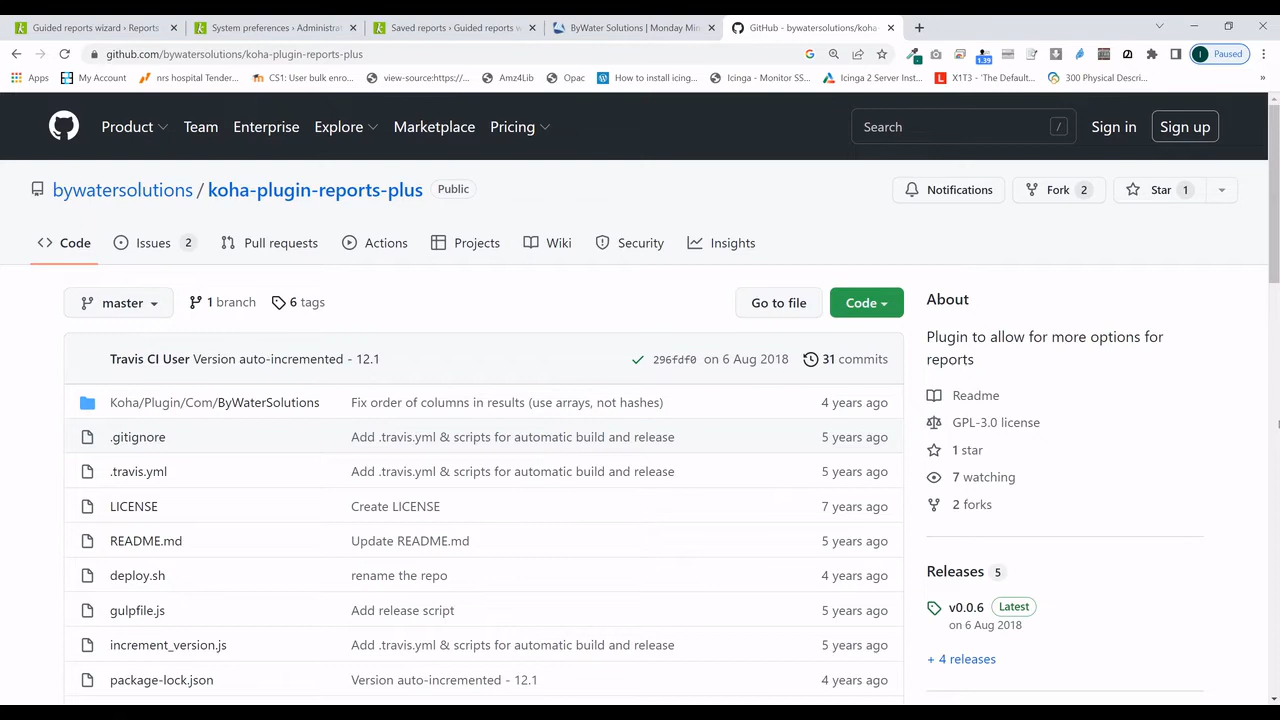 Guided reports wizard › Reports
System preferences › Administra
Saved reports › Guided reports w
ByWater Solutions | Monday Min
GitHub - bywatersolutions/koha-
github.com/bywatersolutions/koha-plugin-reports-plus
1.39
Paused
Apps
My Account
nrs hospital Tender...
CS1: User bulk enro...
view-source:https:/...
Amz4Lib
Opac
How to install icing...
Icinga - Monitor SS...
Icinga 2 Server Inst...
X1T3 - 'The Default...
300 Physical Descri...
»
Product
Team
Enterprise
Explore
Marketplace
Pricing
Search /
Sign in
Sign up
bywatersolutions / koha-plugin-reports-plus Public
Notifications
Fork 2
Star 1
Code
Issues 2
Pull requests
Actions
Projects
Wiki
Security
Insights
master
1 branch
6 tags
Go to file
Code
Travis CI User Version auto-incremented - 12.1 296fdf0 on 6 Aug 2018 31 commits
Koha/Plugin/Com/ByWaterSolutions Fix order of columns in results (use arrays, not hashes) 4 years ago
.gitignore Add .travis.yml & scripts for automatic build and release 5 years ago
.travis.yml Add .travis.yml & scripts for automatic build and release 5 years ago
LICENSE Create LICENSE 7 years ago
README.md Update README.md 5 years ago
deploy.sh rename the repo 4 years ago
gulpfile.js Add release script 5 years ago
increment_version.js Add .travis.yml & scripts for automatic build and release 5 years ago
package-lock.json Version auto-incremented - 12.1 4 years ago
About
Plugin to allow for more options for
reports
Readme
GPL-3.0 license
1 star
7 watching
2 forks
Releases 5
v0.0.6 Latest
on 6 Aug 2018
+ 4 releases